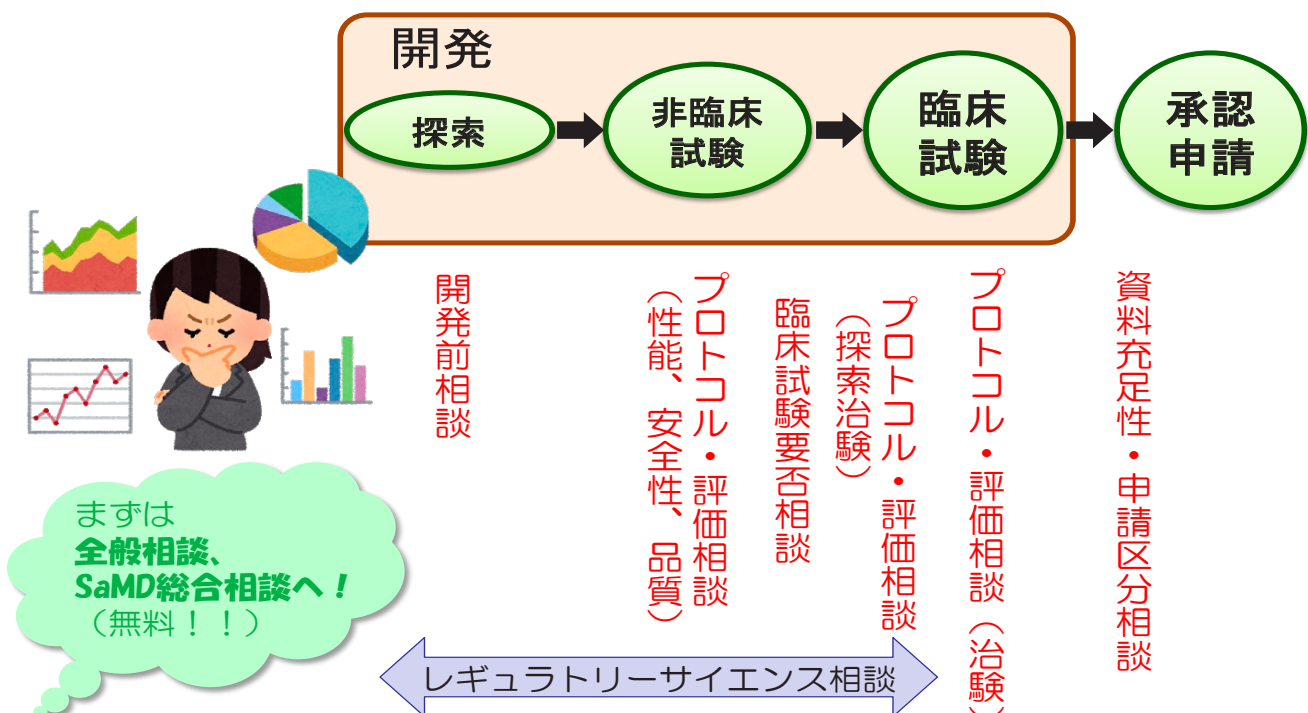 開発
探索
非臨床
試験
臨床
試験
承認
申請
開発前相談
プロトコル・評価相談
（性能、安全性、品質）
臨床試験要否相談
プロトコル・評価相談
（探索治験）
プロトコル・評価相談（治験）
資料充足性・申請区分相談
まずは
全般相談、
SaMD総合相談へ！
（無料！！）
レギュラトリーサイエンス相談